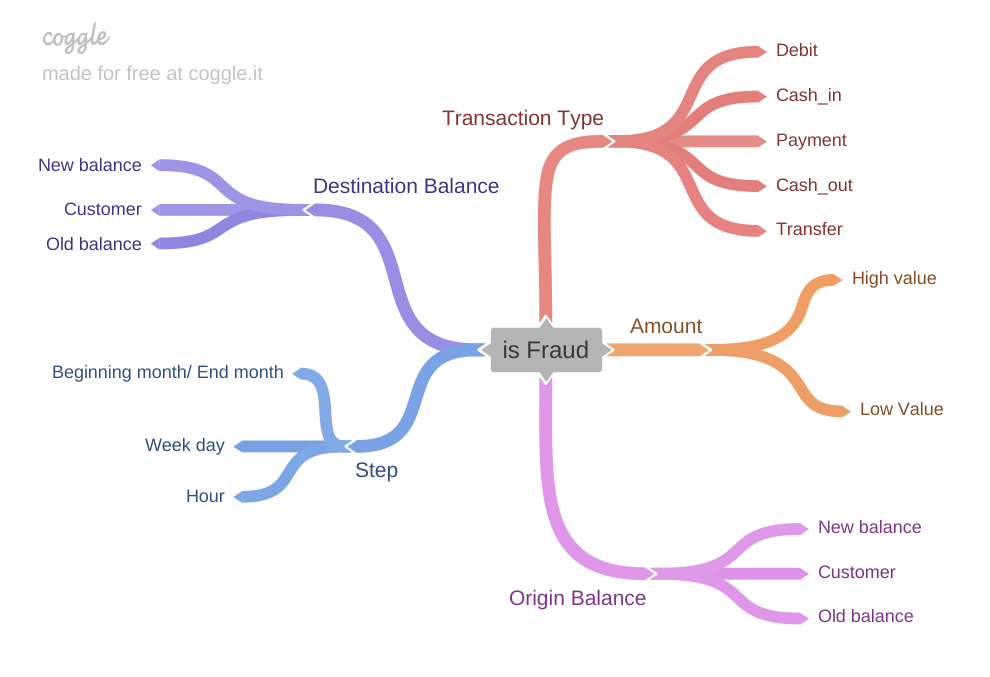 coggle
made for free at coggle.it
is Fraud
Transaction Type
Debit
Cash_in
Payment
Cash_out
Transfer
Amount
High value
Low Value
Origin Balance
New balance
Customer
Old balance
Destination Balance
New balance
Customer
Old balance
Step
Beginning month/ End month
Week day
Hour